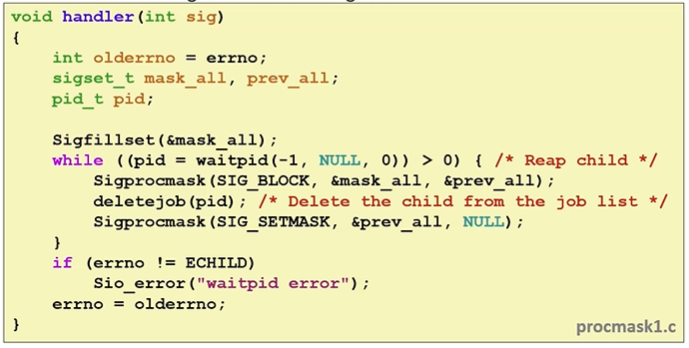 void handler(int sig)
{
    int olderrno = errno;
    sigset_t mask_all, prev_all;
    pid_t pid;

    Sigfillset(&mask_all);
    while ((pid = waitpid(-1, NULL, 0)) > 0) { /* Reap child */
        Sigprocmask(SIG_BLOCK, &mask_all, &prev_all);
        deletejob(pid); /* Delete the child from the job list */
        Sigprocmask(SIG_SETMASK, &prev_all, NULL);
    }
    if (errno != ECHILD)
        Sio_error("waitpid error");
    errno = olderrno;
}
procmask1.c